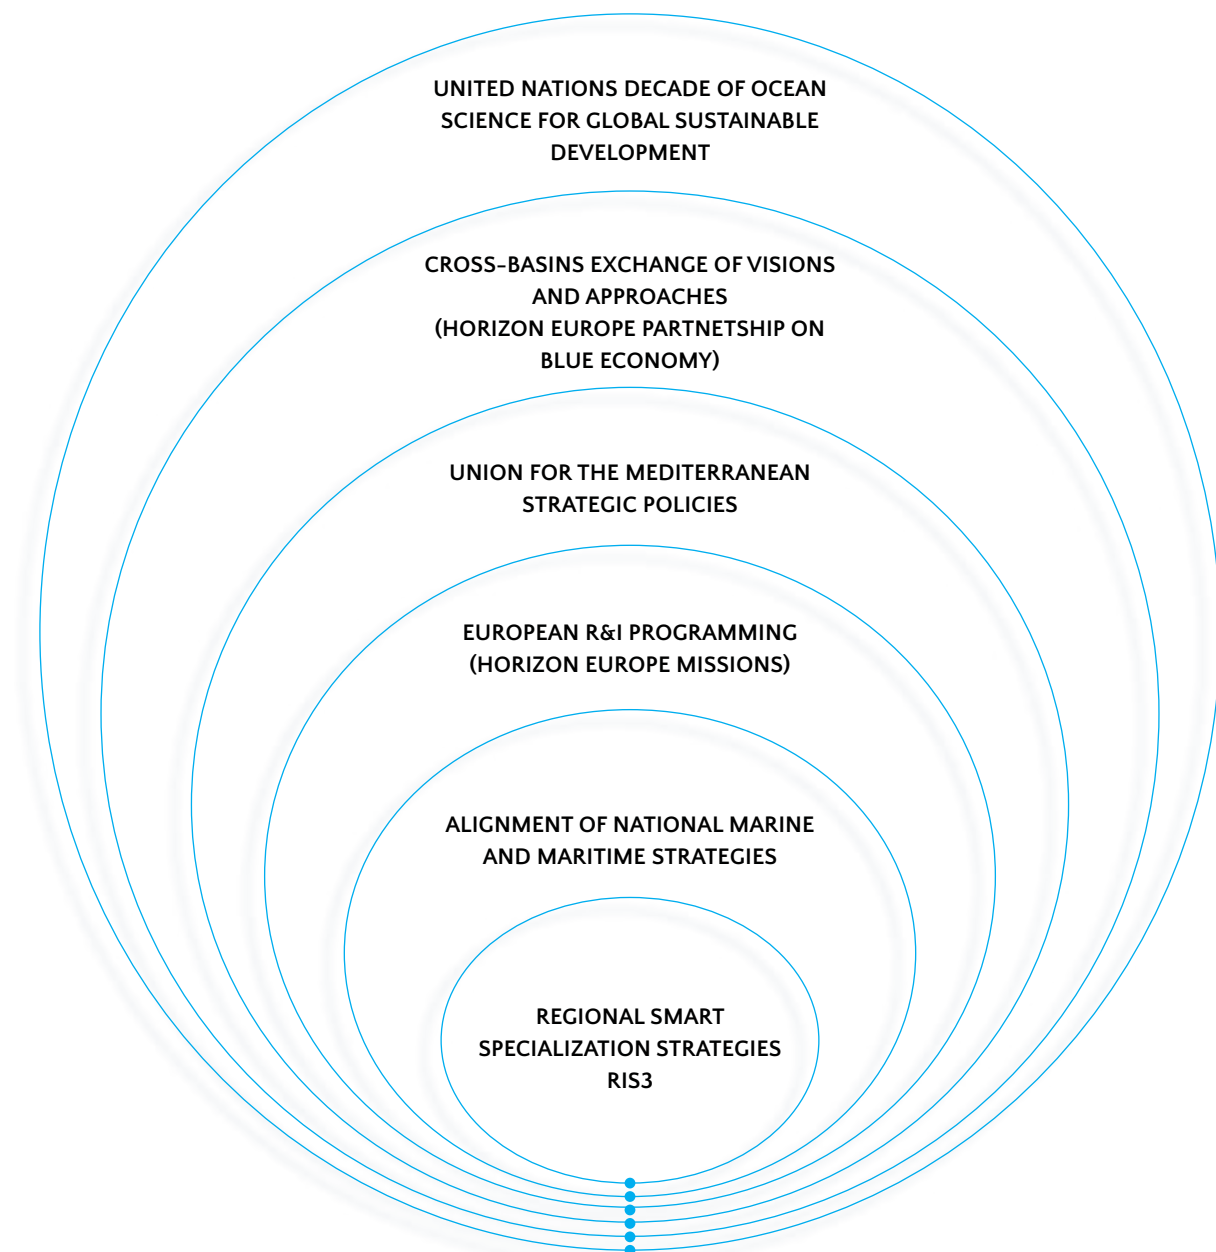 UNITED NATIONS DECADE OF OCEAN
SCIENCE FOR GLOBAL SUSTAINABLE
DEVELOPMENT
CROSS-BASINS EXCHANGE OF VISIONS
AND APPROACHES
(HORIZON EUROPE PARTNETSHIP ON
BLUE ECONOMY)
UNION FOR THE MEDITERRANEAN
STRATEGIC POLICIES
EUROPEAN R&I PROGRAMMING
(HORIZON EUROPE MISSIONS)
ALIGNMENT OF NATIONAL MARINE
AND MARITIME STRATEGIES
REGIONAL SMART
SPECIALIZATION STRATEGIES
RIS3